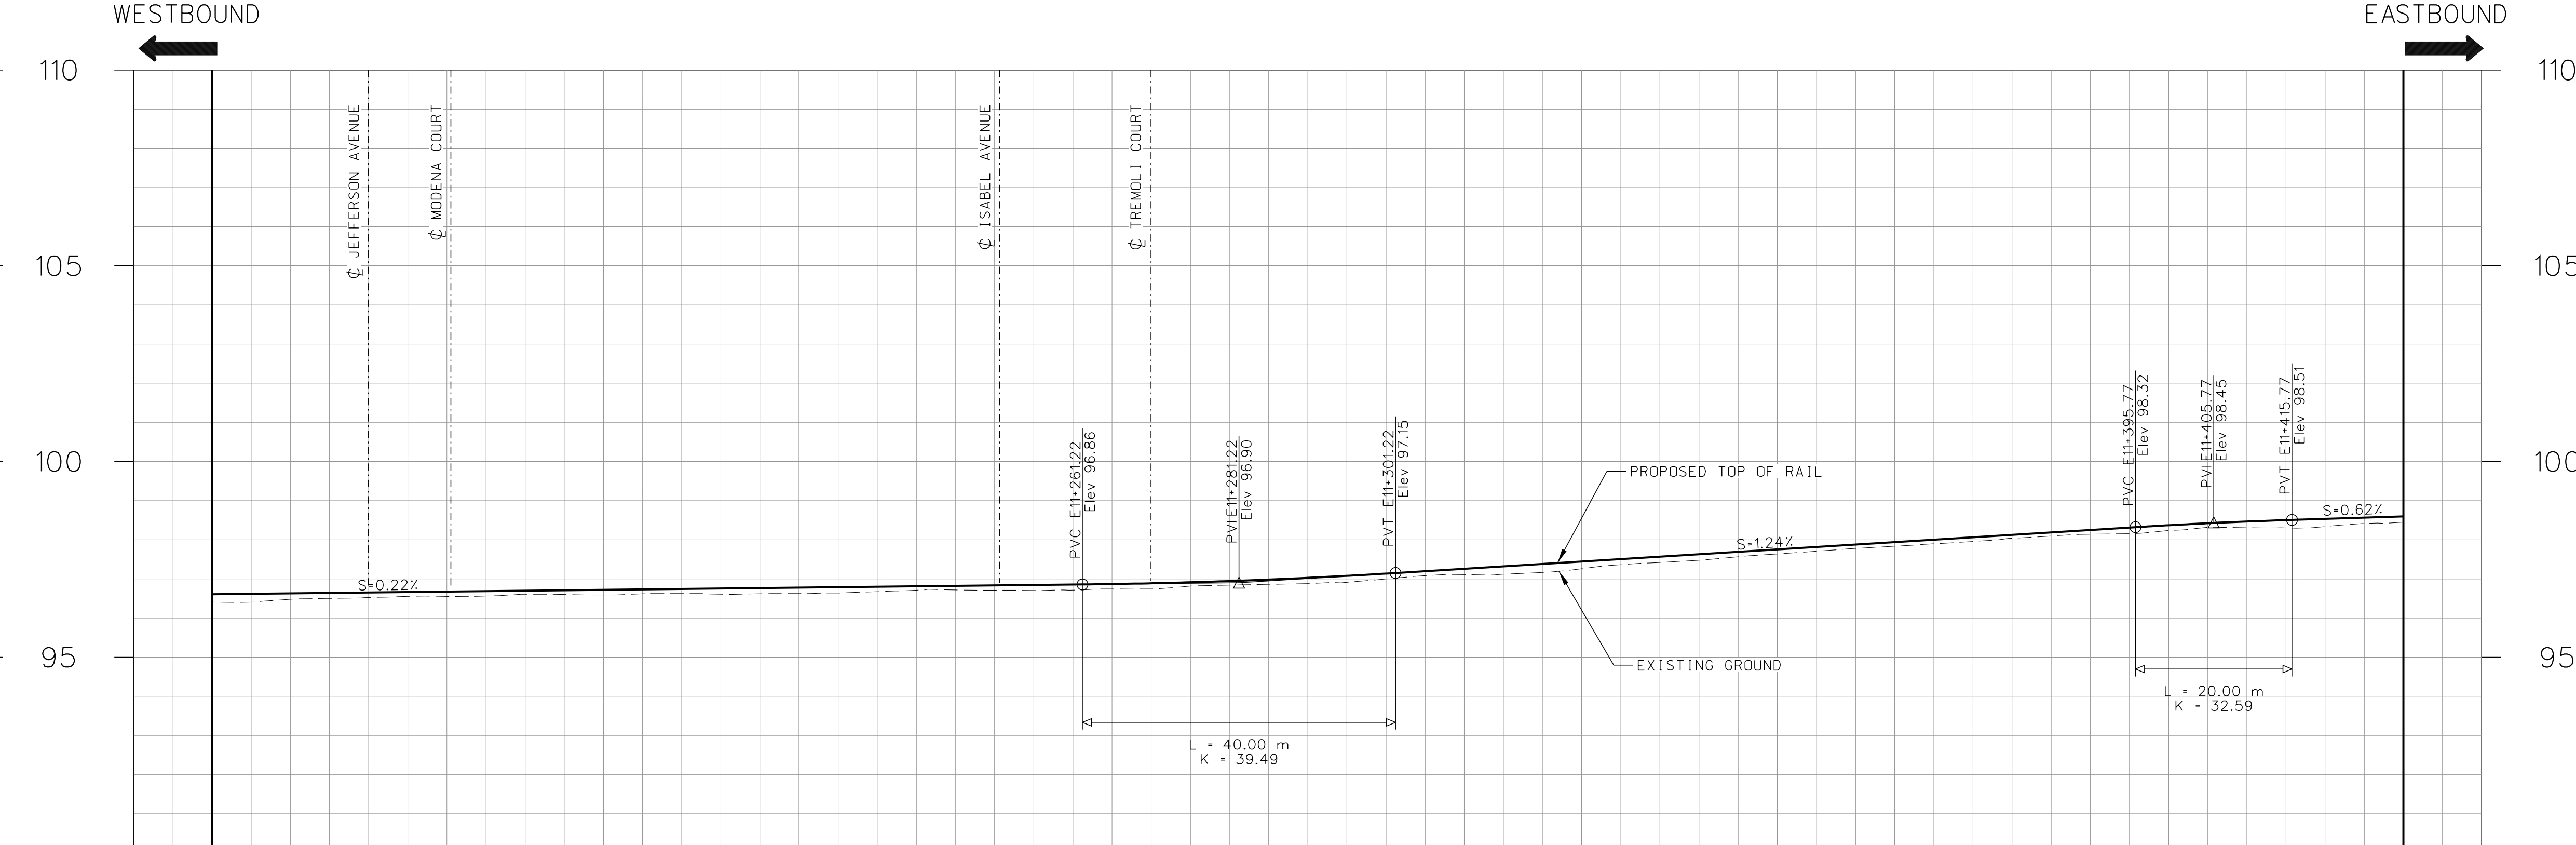 WESTBOUND
EASTBOUND
110
110
105
105
100
100
95
95
℄ JEFFERSON AVENUE
℄ MODENA COURT
℄ ISABEL AVENUE
℄ TREMOLI COURT
S=0.22%
PVC E11+261.22
Elev 96.86
PVI E11+281.22
Elev 96.90
PVT E11+301.22
Elev 97.15
L = 40.00 m
K = 39.49
PROPOSED TOP OF RAIL
EXISTING GROUND
S=1.24%
PVC E11+395.77
Elev 98.32
PVI E11+405.77
Elev 98.45
PVT E11+415.77
Elev 98.51
S=0.62%
L = 20.00 m
K = 32.59